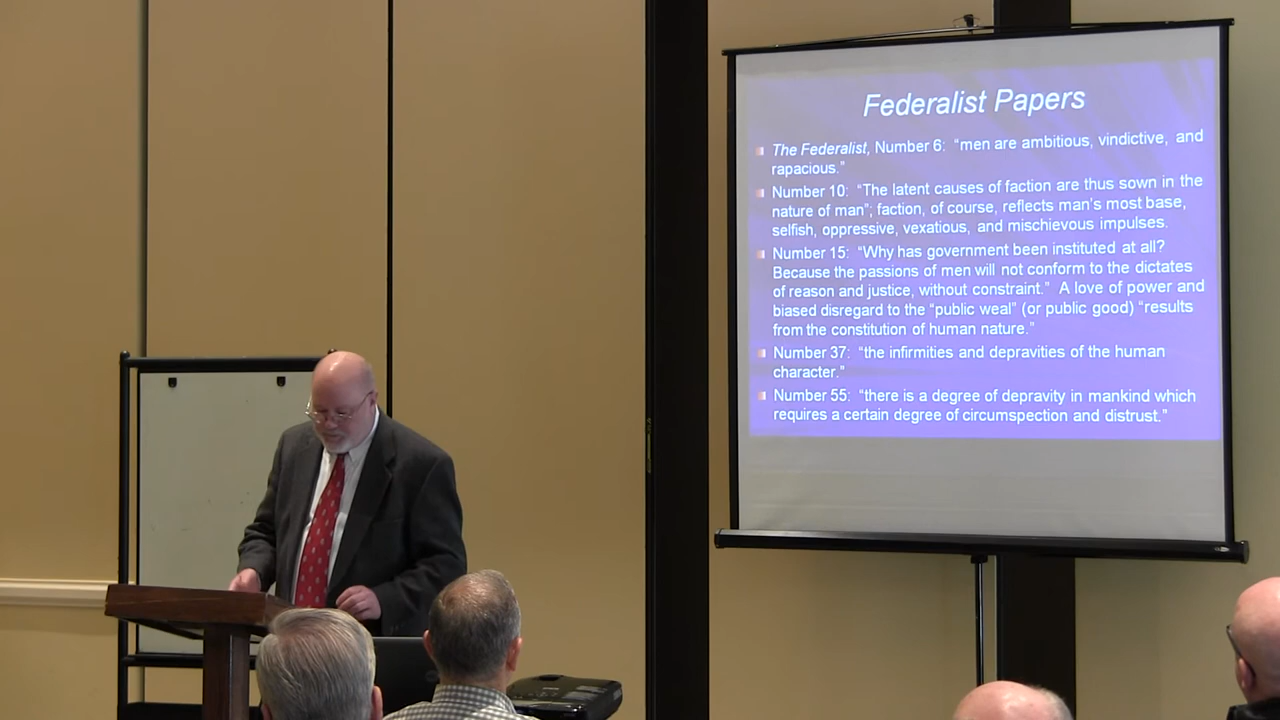 Federalist Papers
The Federalist, Number 6: “men are ambitious, vindictive, and
rapacious.”
Number 10: “The latent causes of faction are thus sown in the
nature of man”; faction, of course, reflects man’s most base,
selfish, oppressive, vexatious, and mischievous impulses.
Number 15: “Why has government been instituted at all?
Because the passions of men will not conform to the dictates
of reason and justice, without constraint.” A love of power and
biased disregard to the “public weal” (or public good) “results
from the constitution of human nature.”
Number 37: “the infirmities and depravities of the human
character.”
Number 55: “there is a degree of depravity in mankind which
requires a certain degree of circumspection and distrust.”